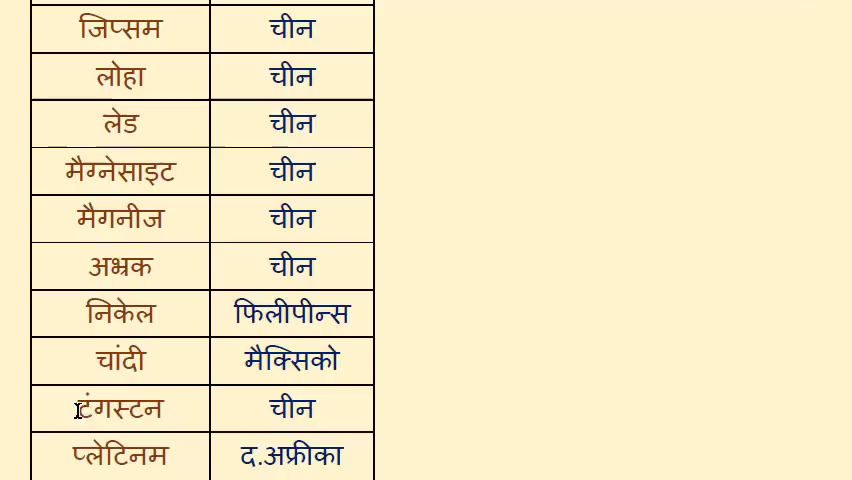 जिप्सम चीन
लोहा चीन
लेड चीन
मैग्नेसाइट चीन
मैगनीज चीन
अभ्रक चीन
निकेल फिलीपीन्स
चांदी मैक्सिको
टंगस्टन चीन
प्लेटिनम द.अफ्रीका